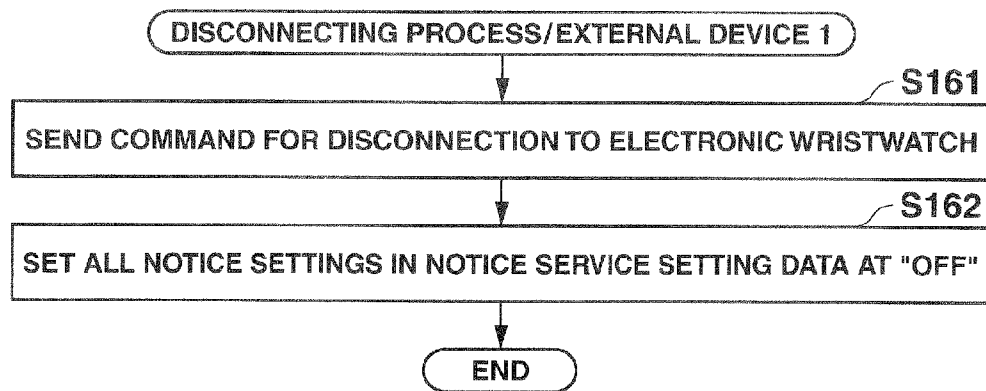 DISCONNECTING PROCESS/EXTERNAL DEVICE 1
S161
SEND COMMAND FOR DISCONNECTION TO ELECTRONIC WRISTWATCH
S162
SET ALL NOTICE SETTINGS IN NOTICE SERVICE SETTING DATA AT "OFF"
END